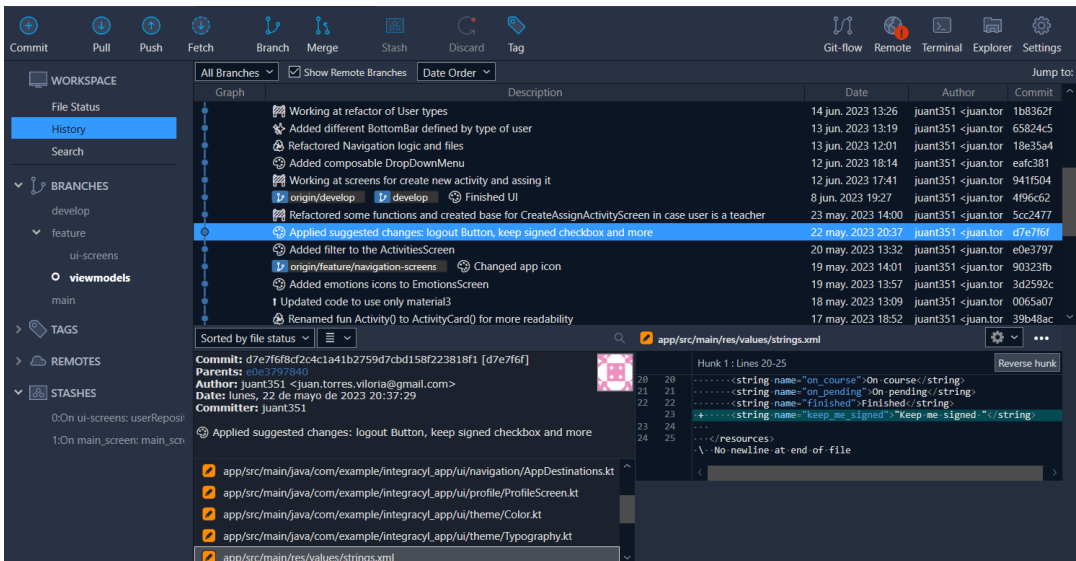 Commit Pull Push Fetch Branch Merge Stash Discard Tag Git-flow Remote Terminal Explorer Settings
WORKSPACE
File Status
History
Search
BRANCHES
develop
feature
ui-screens
viewmodels
main
TAGS
REMOTES
STASHES
0:On ui-screens: userReposit
1:On main_screen: main_scre
All Branches Show Remote Branches Date Order Jump to:
Graph Description Date Author Commit
Working at refactor of User types 14 jun. 2023 13:26 juant351 <juan.tor 1b8362f
Added different BottomBar defined by type of user 13 jun. 2023 13:19 juant351 <juan.tor 65824c5
Refactored Navigation logic and files 13 jun. 2023 12:01 juant351 <juan.tor 18e35a4
Added composable DropDownMenu 12 jun. 2023 18:14 juant351 <juan.tor eafc381
Working at screens for create new activity and assing it 12 jun. 2023 17:41 juant351 <juan.tor 941f504
origin/develop develop Finished UI 8 jun. 2023 19:27 juant351 <juan.tor 4f96c62
Refactored some functions and created base for CreateAssignActivityScreen in case user is a teacher 23 may. 2023 14:00 juant351 <juan.tor 5cc2477
Applied suggested changes: logout Button, keep signed checkbox and more 22 may. 2023 20:37 juant351 <juan.tor d7e7f6f
Added filter to the ActivitiesScreen 20 may. 2023 13:32 juant351 <juan.tor e0e3797
origin/feature/navigation-screens Changed app icon 19 may. 2023 14:01 juant351 <juan.tor 90323fb
Added emotions icons to EmotionsScreen 19 may. 2023 13:57 juant351 <juan.tor 3d2592c
Updated code to use only material3 18 may. 2023 13:09 juant351 <juan.tor 0065a07
Renamed fun Activity() to ActivityCard() for more readability 17 may. 2023 18:52 juant351 <juan.tor 39b48ac
Sorted by file status
Commit: d7e7f6f8cf2c4c1a41b2759d7cbd158f223818f1 [d7e7f6f]
Parents: e0e3797840
Author: juant351 <juan.torres.viloria@gmail.com>
Date: lunes, 22 de mayo de 2023 20:37:29
Committer: juant351
Applied suggested changes: logout Button, keep signed checkbox and more
app/src/main/java/com/example/integracyl_app/ui/navigation/AppDestinations.kt
app/src/main/java/com/example/integracyl_app/ui/profile/ProfileScreen.kt
app/src/main/java/com/example/integracyl_app/ui/theme/Color.kt
app/src/main/java/com/example/integracyl_app/ui/theme/Typography.kt
app/src/main/res/values/strings.xml
app/src/main/res/values/strings.xml
Hunk 1 : Lines 20-25 Reverse hunk
20 20 <string name="on_course">On course</string>
21 21 <string name="on_pending">On pending</string>
22 22 <string name="finished">Finished</string>
23 + <string name="keep_me_signed">"Keep me signed "</string>
23 24
24 25 </resources>
\ No newline at end of file